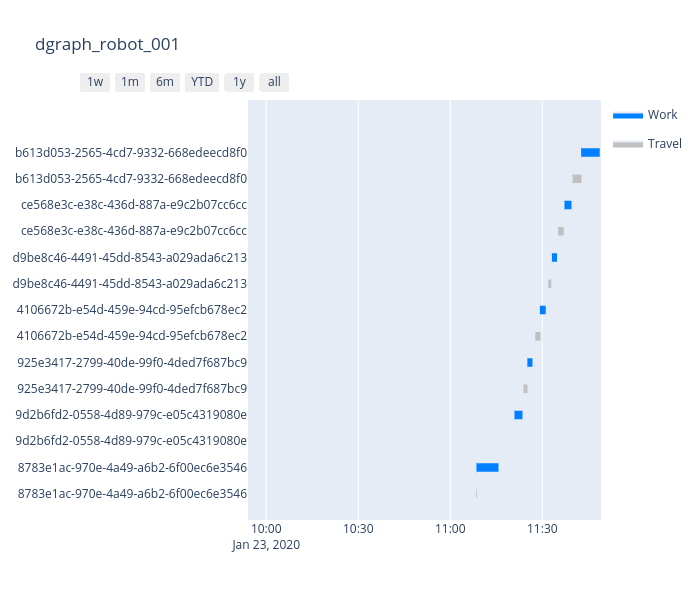 dgraph_robot_001
1w 1m 6m YTD 1y all
Work
Travel
b613d053-2565-4cd7-9332-668edeecd8f0
b613d053-2565-4cd7-9332-668edeecd8f0
ce568e3c-e38c-436d-887a-e9c2b07cc6cc
ce568e3c-e38c-436d-887a-e9c2b07cc6cc
d9be8c46-4491-45dd-8543-a029ada6c213
d9be8c46-4491-45dd-8543-a029ada6c213
4106672b-e54d-459e-94cd-95efcb678ec2
4106672b-e54d-459e-94cd-95efcb678ec2
925e3417-2799-40de-99f0-4ded7f687bc9
925e3417-2799-40de-99f0-4ded7f687bc9
9d2b6fd2-0558-4d89-979c-e05c4319080e
9d2b6fd2-0558-4d89-979c-e05c4319080e
8783e1ac-970e-4a49-a6b2-6f00ec6e3546
8783e1ac-970e-4a49-a6b2-6f00ec6e3546
10:00 10:30 11:00 11:30
Jan 23, 2020